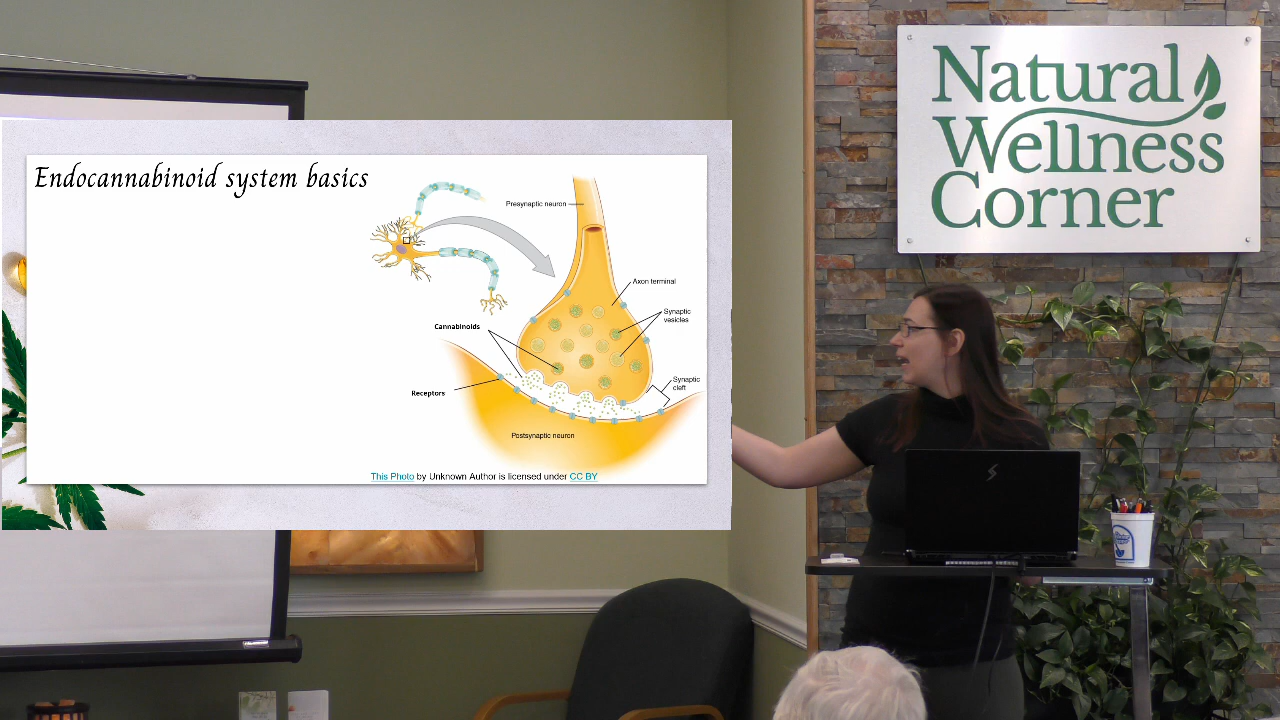 Endocannabinoid system basics
Presynaptic neuron
Axon terminal
Synaptic
vesicles
Cannabinoids
Synaptic
cleft
Receptors
Postsynaptic neuron
This Photo by Unknown Author is licensed under CC BY
Natural
Wellness
Corner